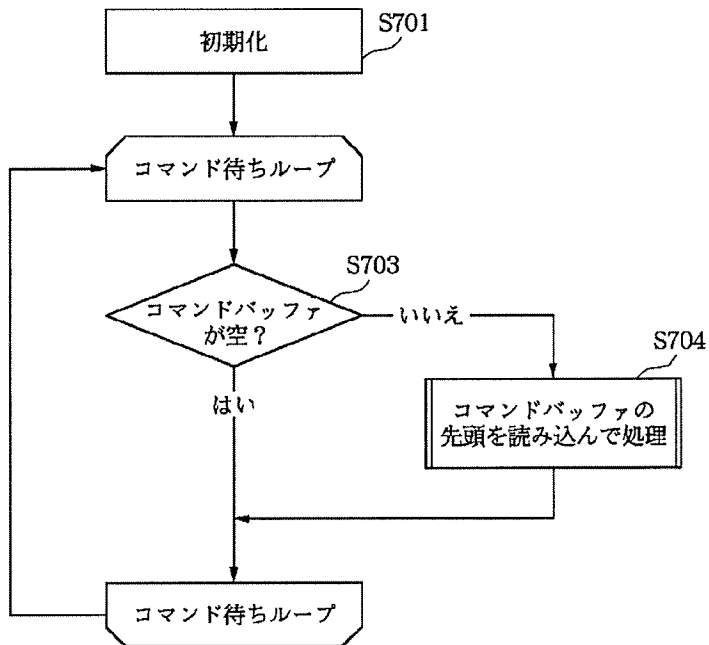 S701
初期化
コマンド待ちループ
S703
コマンドバッファ
が空？
いいえ
はい
S704
コマンドバッファの
先頭を読み込んで処理
コマンド待ちループ